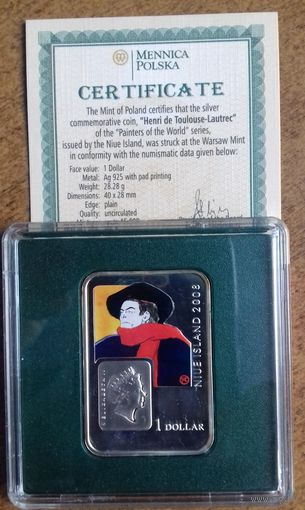 MENNICA
POLSKA
CERTIFICATE
The Mint of Poland certifies that the silver
commemorative coin, "Henri de Toulouse-Lautrec"
of the "Painters of the World" series,
issued by the Niue Island, was struck at the Warsaw Mint
in conformity with the numismatic data given below:
Face value: 1 Dollar
Metal: Ag 925 with pad printing
Weight: 28.28 g
Dimensions: 40 x 28 mm
Edge: plain
Quality: uncirculated
NIUE ISLAND 2008
ELIZABETH II
1 DOLLAR